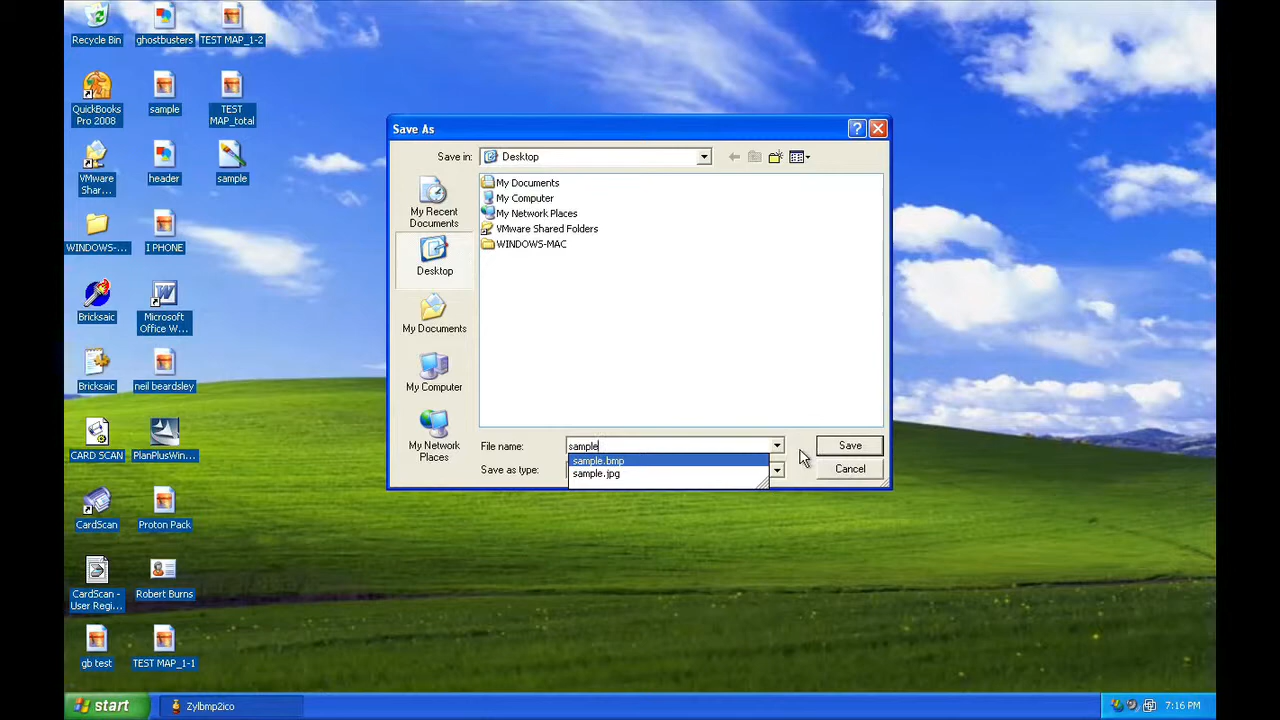 Recycle Bin
ghostbusters
TEST MAP_1-2
QuickBooks
Pro 2008
sample
TEST
MAP_total
VMware
Shar...
header
sample
WINDOWS-...
I PHONE
Bricksaic
Microsoft
Office W...
Bricksaic
neil beardsley
CARD SCAN
PlanPlusWin...
CardScan
Proton Pack
CardScan -
User Regi...
Robert Burns
gb test
TEST MAP_1-1
Save As
Save in:
Desktop
My Recent
Documents
Desktop
My Documents
My Computer
My Network
Places
My Documents
My Computer
My Network Places
VMware Shared Folders
WINDOWS-MAC
File name:
sample
Save
sample.bmp
Save as type:
sample.jpg
Cancel
start
Zylbmp2ico
7:16 PM